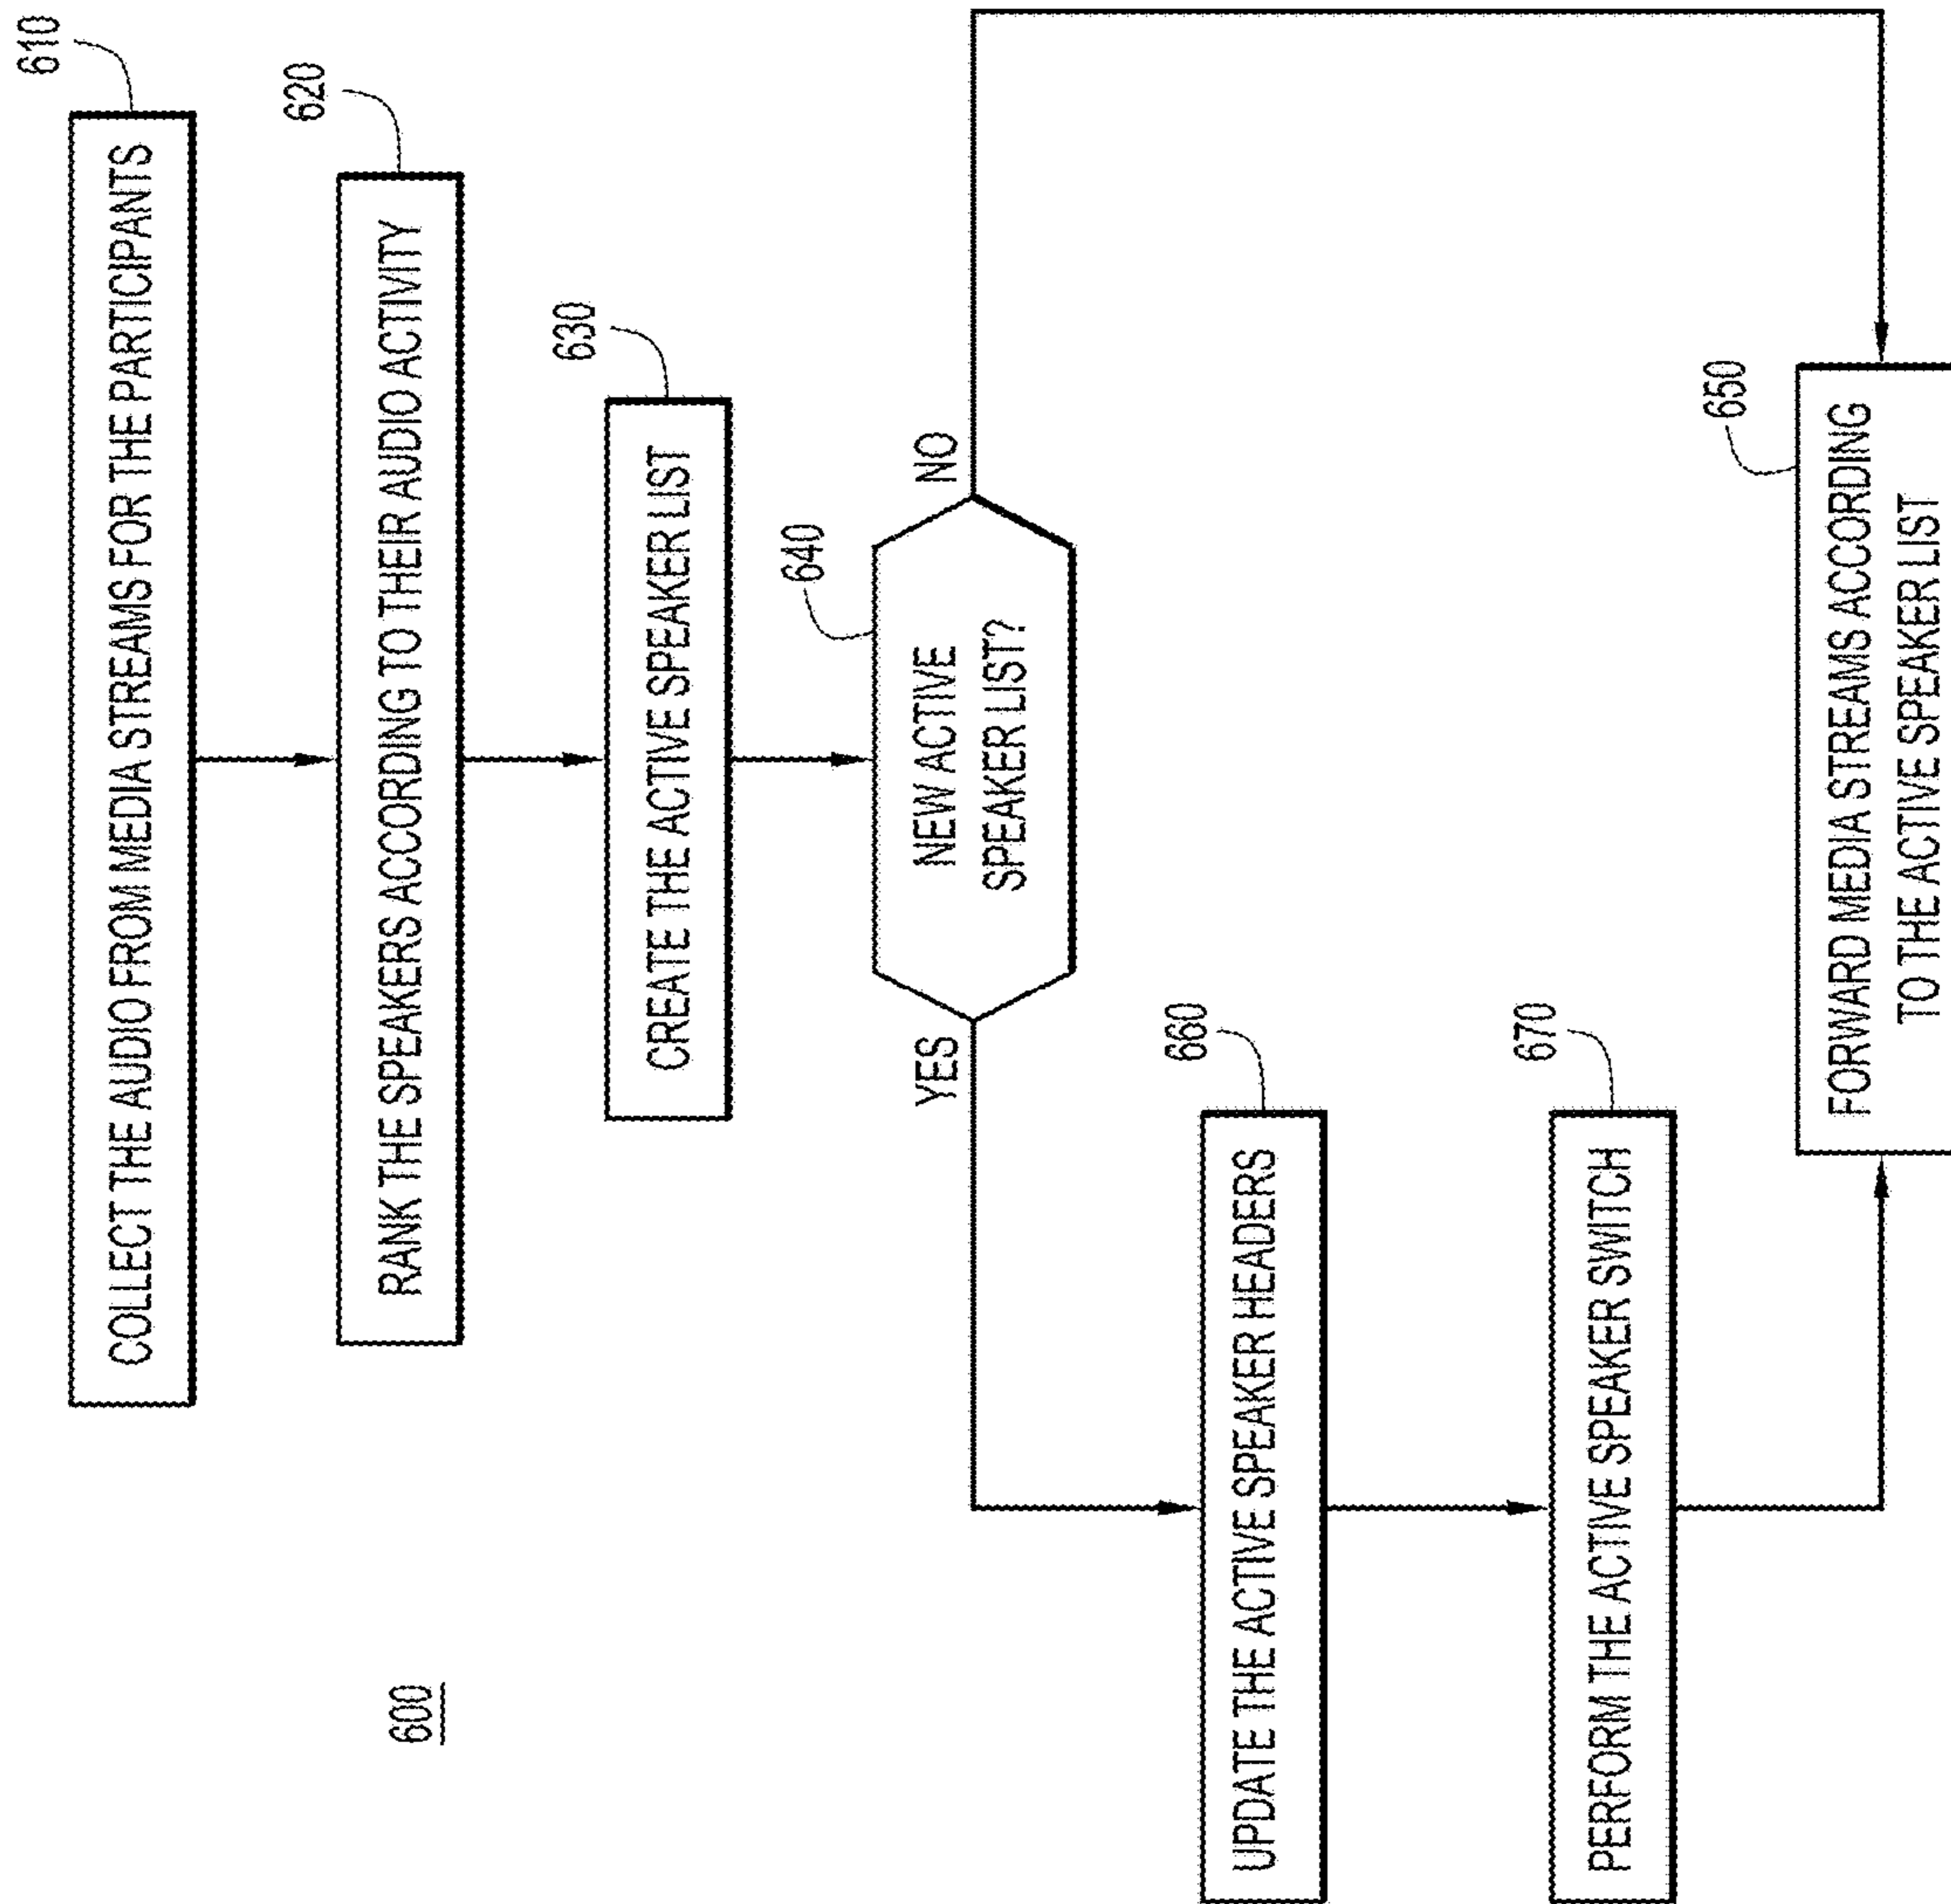 600
610
COLLECT THE AUDIO FROM MEDIA STREAMS FOR THE PARTICIPANTS
620
RANK THE SPEAKERS ACCORDING TO THEIR AUDIO ACTIVITY
630
CREATE THE ACTIVE SPEAKER LIST
640
NEW ACTIVE
SPEAKER LIST?
YES
NO
660
UPDATE THE ACTIVE SPEAKER HEADERS
670
PERFORM THE ACTIVE SPEAKER SWITCH
650
FORWARD MEDIA STREAMS ACCORDING
TO THE ACTIVE SPEAKER LIST